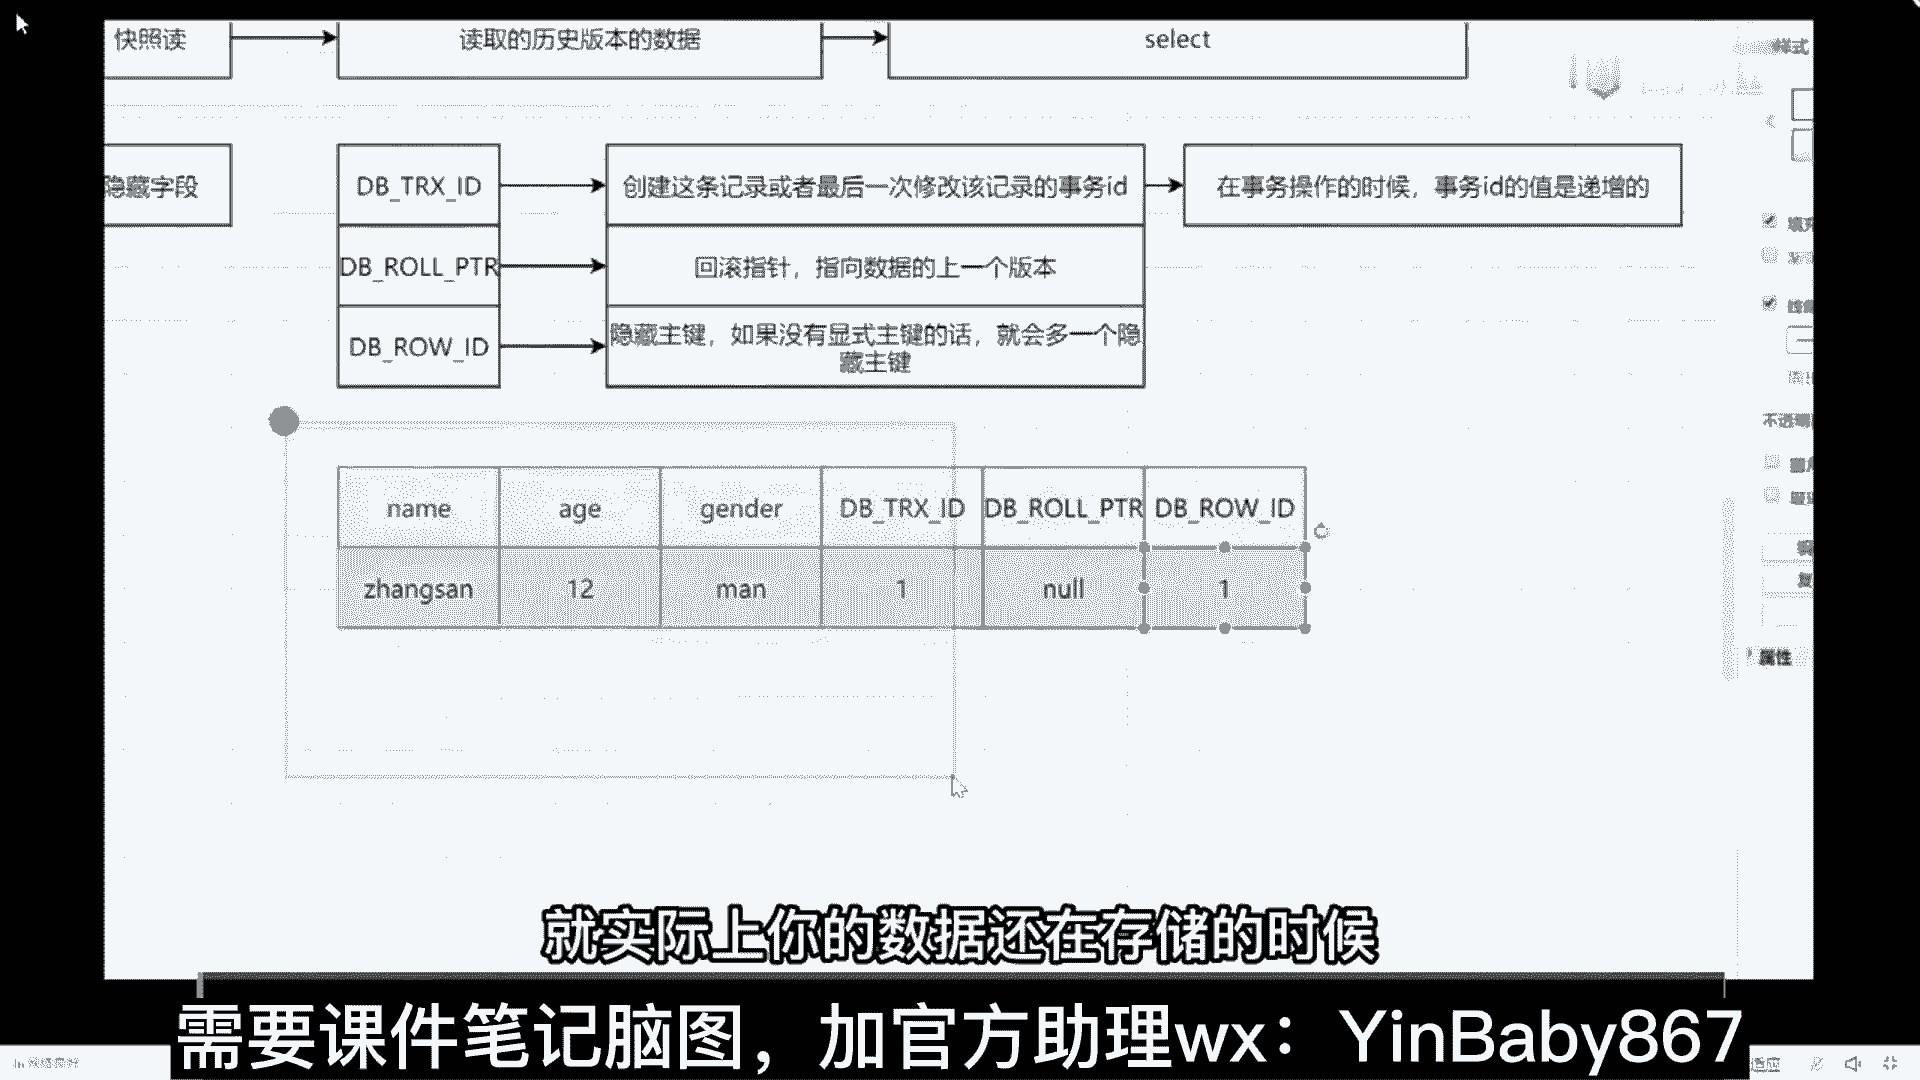 快照读
读取的历史版本的数据
select
样式
隐藏字段
DB_TRX_ID
创建这条记录或者最后一次修改该记录的事务id
在事务操作的时候，事务id的值是递增的
DB_ROLL_PTR
回滚指针，指向数据的上一个版本
DB_ROW_ID
隐藏主键，如果没有显式主键的话，就会多一个隐
藏主键
name age gender DB_TRX_ID DB_ROLL_PTR DB_ROW_ID
zhangsan 12 man 1 null 1
属性
就实际上你的数据还在存储的时候
需要课件笔记脑图，加官方助理wx：YinBaby867